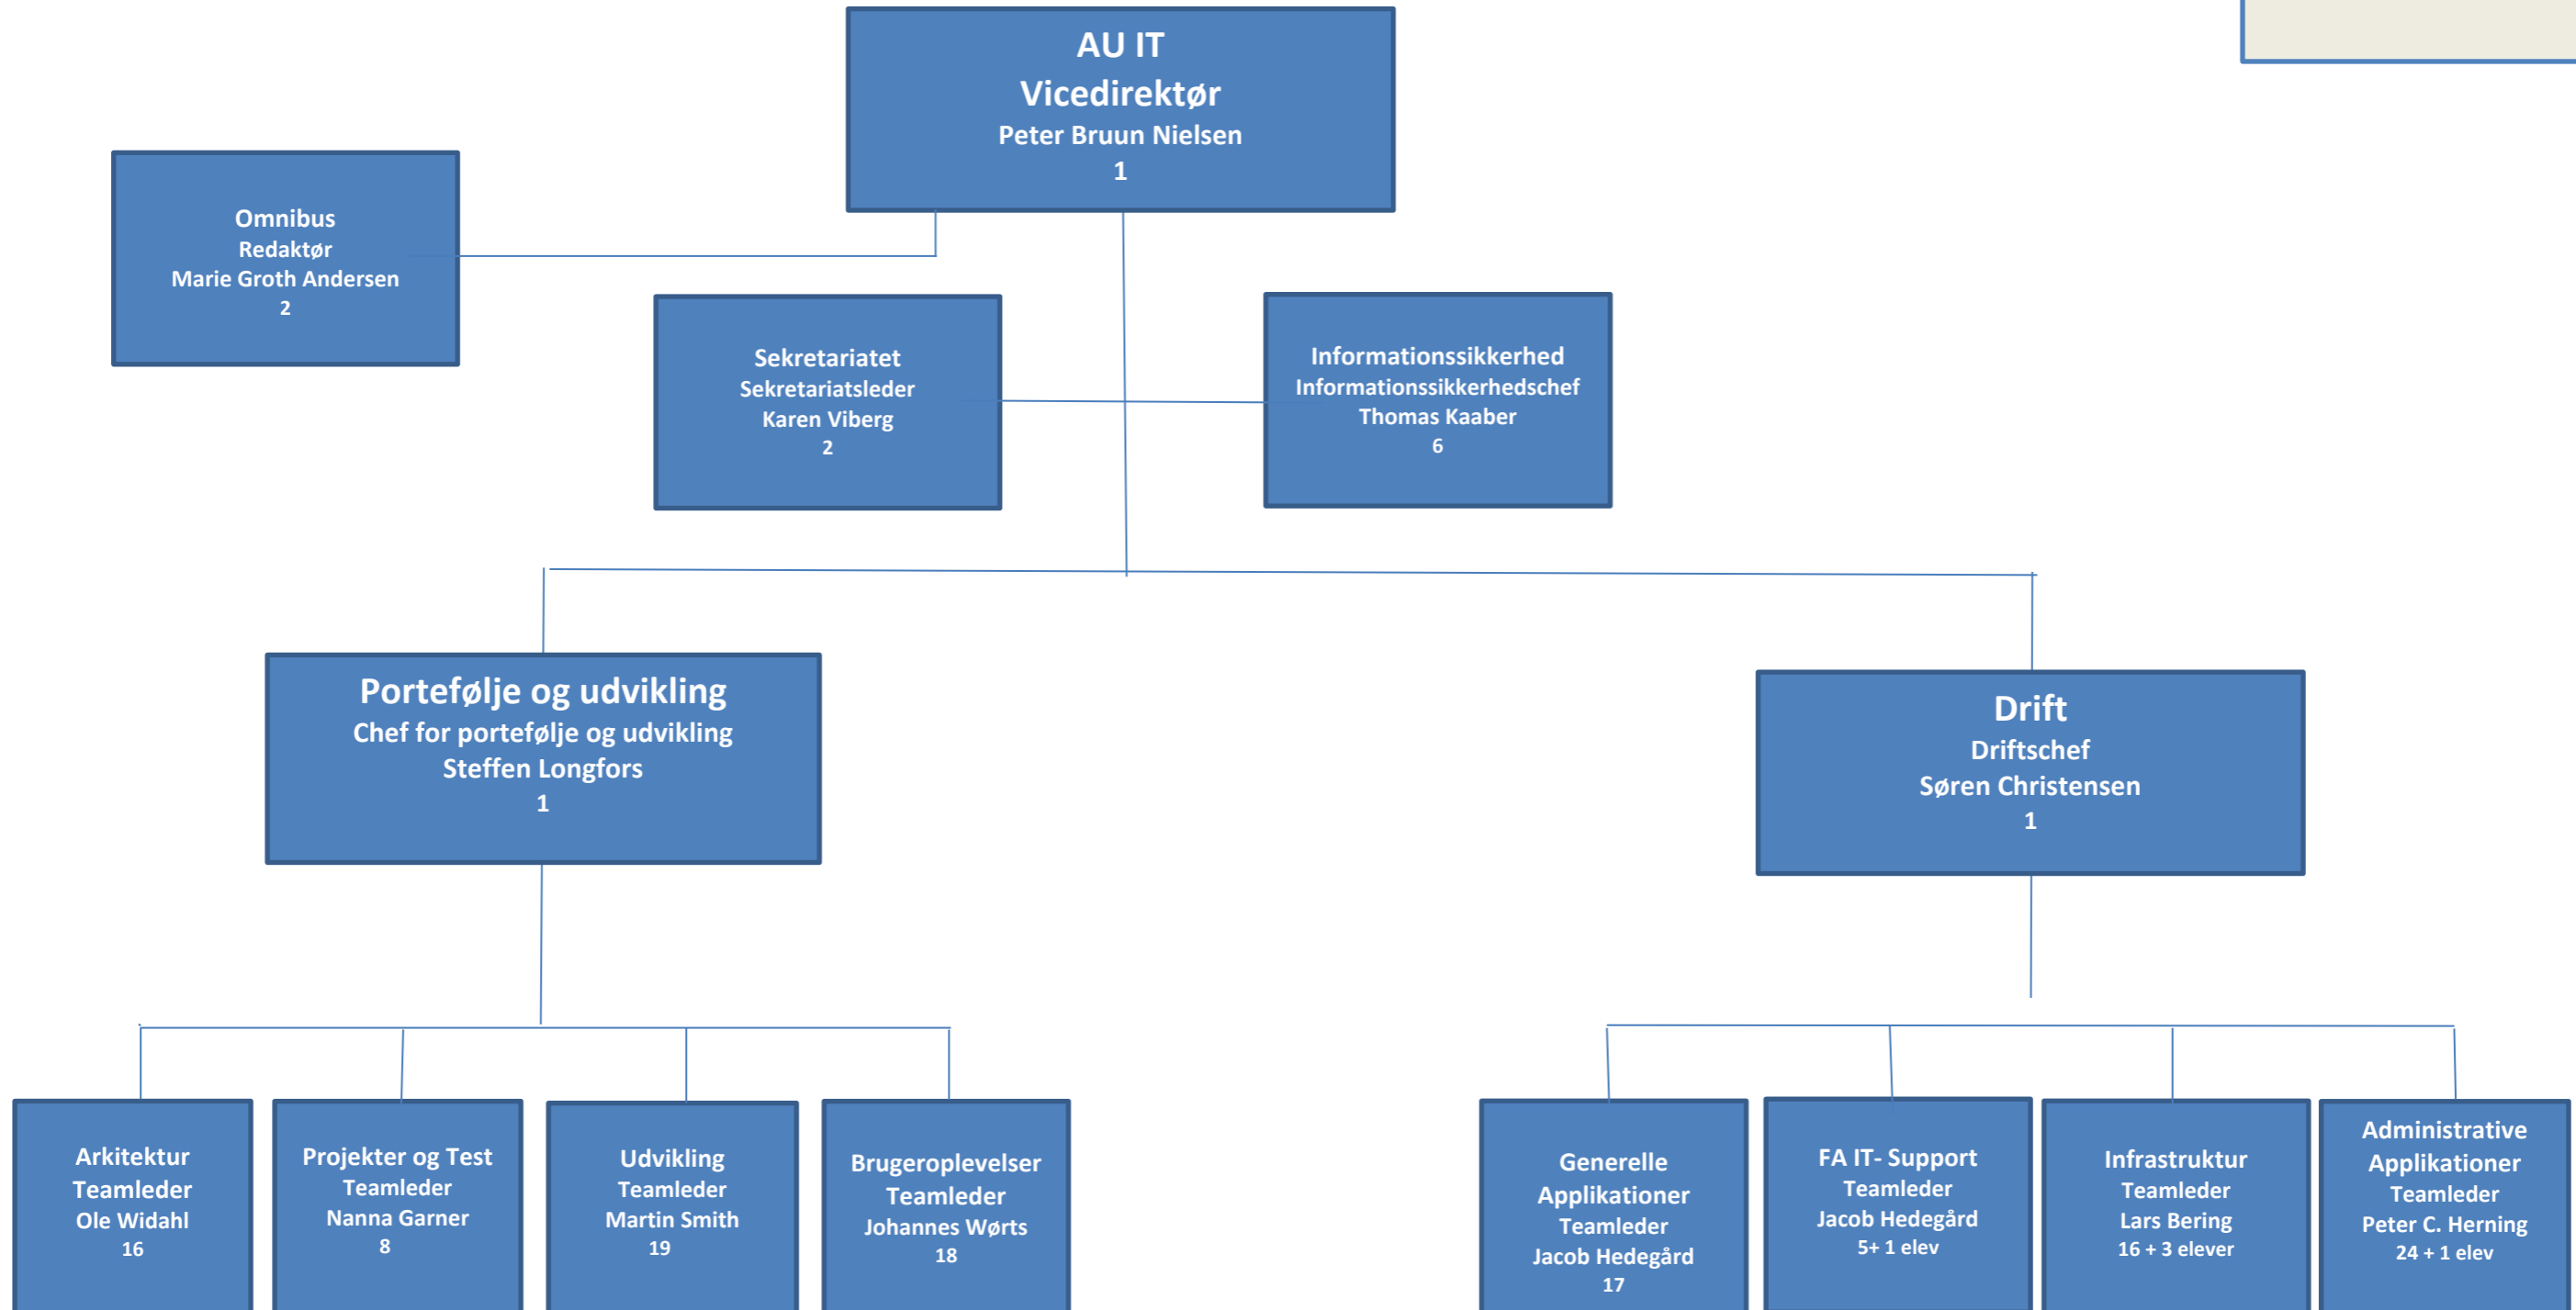 AU IT
Vicedirektør
Peter Bruun Nielsen
1
Omnibus
Redaktør
Marie Groth Andersen
2
Sekretariatet
Sekretariatsleder
Karen Viberg
2
Informationssikkerhed
Informationssikkerhedschef
Thomas Kaaber
6
Portefølje og udvikling
Chef for portefølje og udvikling
Steffen Longfors
1
Drift
Driftschef
Søren Christensen
1
Arkitektur
Teamleder
Ole Widahl
16
Projekter og Test
Teamleder
Nanna Garner
8
Udvikling
Teamleder
Martin Smith
19
Brugeroplevelser
Teamleder
Johannes Wørts
18
Generelle
Applikationer
Teamleder
Jacob Hedegård
17
FA IT- Support
Teamleder
Jacob Hedegård
5+ 1 elev
Infrastruktur
Teamleder
Lars Bering
16 + 3 elever
Administrative
Applikationer
Teamleder
Peter C. Herning
24 + 1 elev